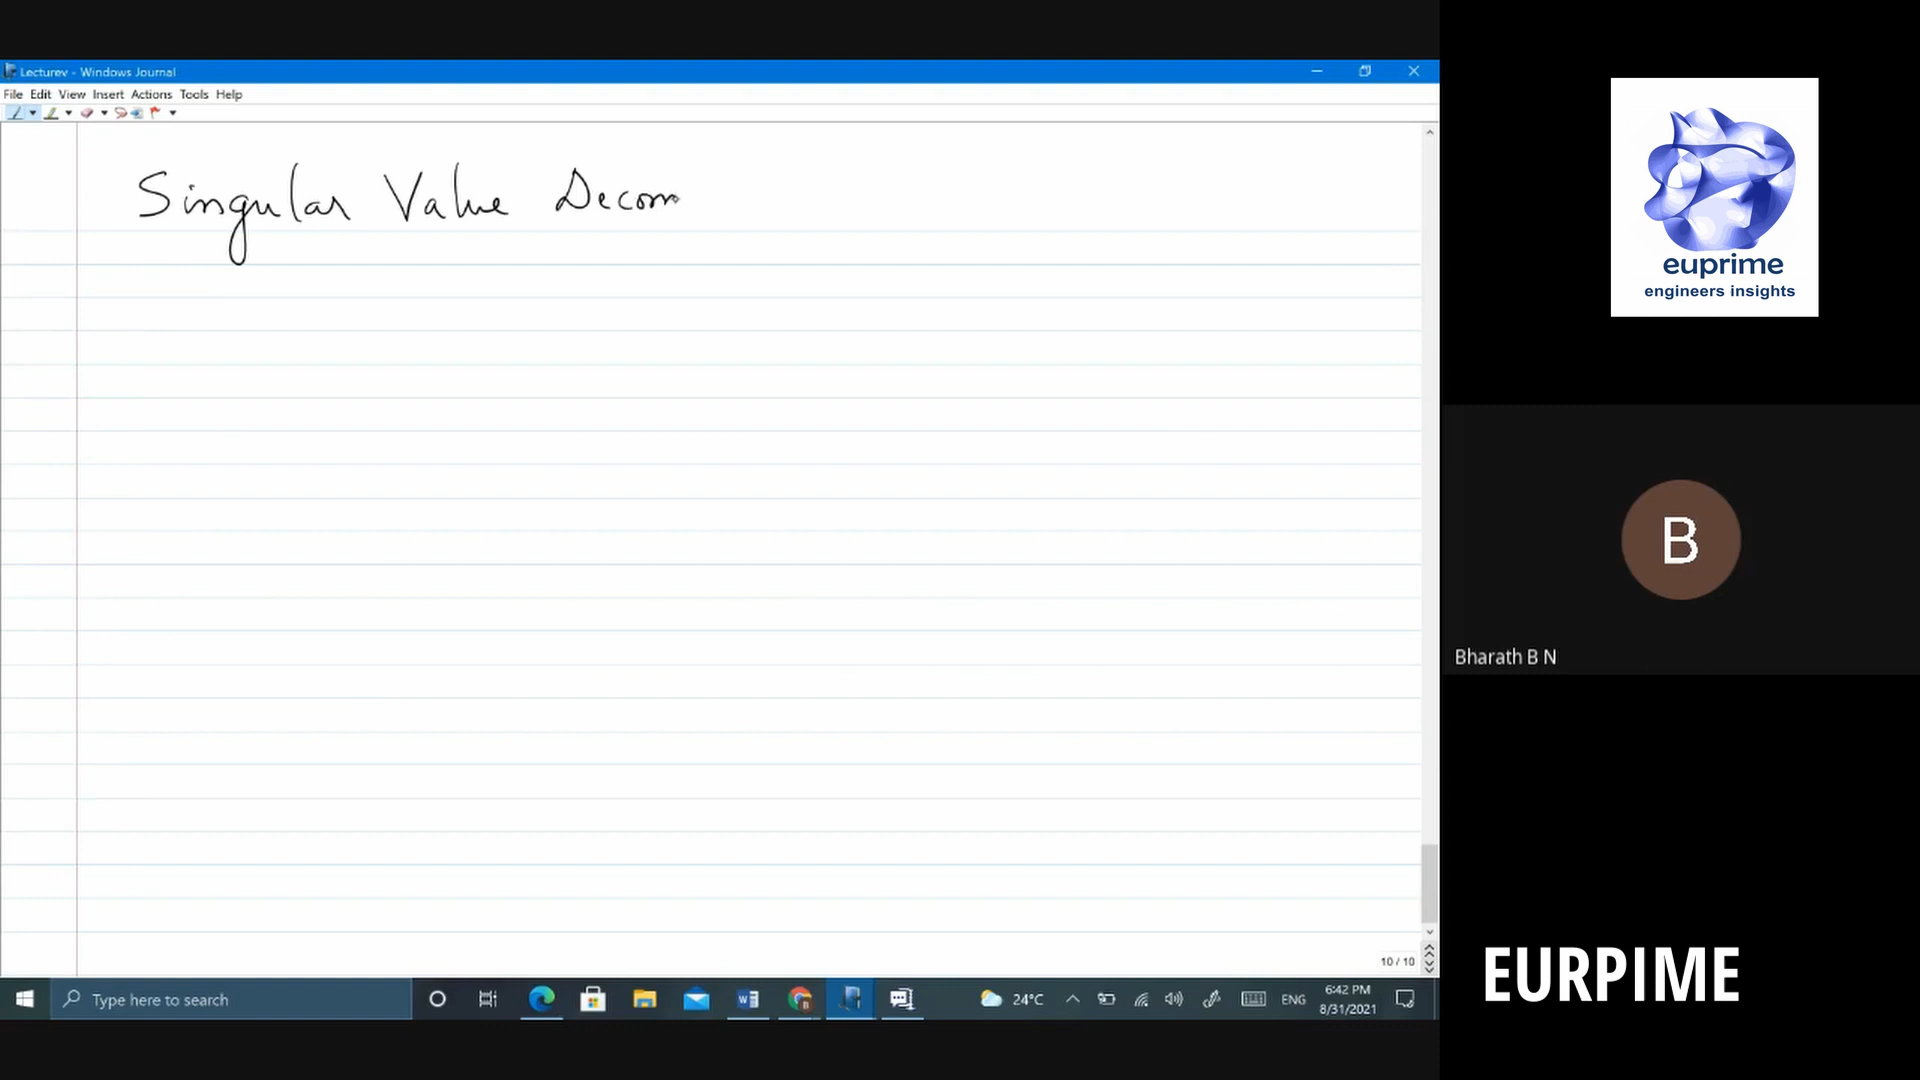 Lecturev - Windows Journal
File Edit View Insert Actions Tools Help
Singular Value Decom
10 / 10
Type here to search
24°C
ENG
6:42 PM
8/31/2021
euprime
engineers insights
B
Bharath B N
EURPIME